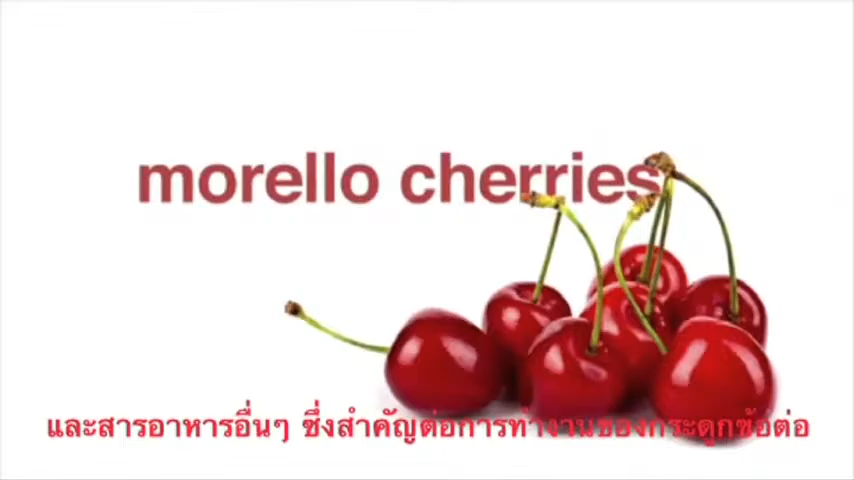 morello cherries
และสารอาหารอื่นๆ ซึ่งสำคัญต่อการทำงานของกระดูกข้อต่อ